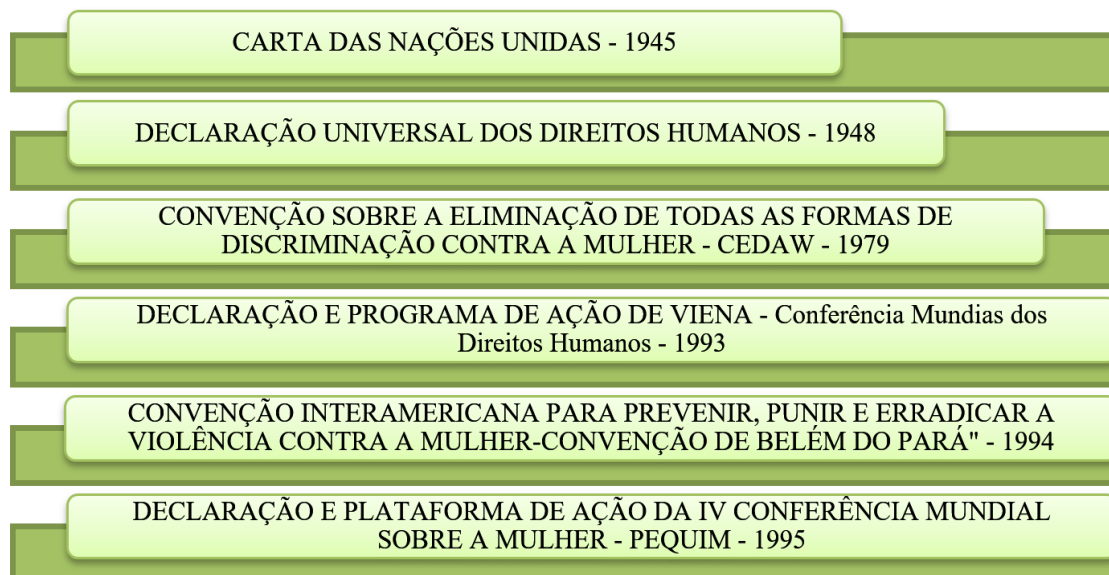 CARTA DAS NAÇÕES UNIDAS - 1945
DECLARAÇÃO UNIVERSAL DOS DIREITOS HUMANOS - 1948
CONVENÇÃO SOBRE A ELIMINAÇÃO DE TODAS AS FORMAS DE
DISCRIMINAÇÃO CONTRA A MULHER - CEDAW - 1979
DECLARAÇÃO E PROGRAMA DE AÇÃO DE VIENA - Conferência Mundias dos
Direitos Humanos - 1993
CONVENÇÃO INTERAMERICANA PARA PREVENIR, PUNIR E ERRADICAR A
VIOLÊNCIA CONTRA A MULHER-CONVENÇÃO DE BELÉM DO PARÁ" - 1994
DECLARAÇÃO E PLATAFORMA DE AÇÃO DA IV CONFERÊNCIA MUNDIAL
SOBRE A MULHER - PEQUIM - 1995